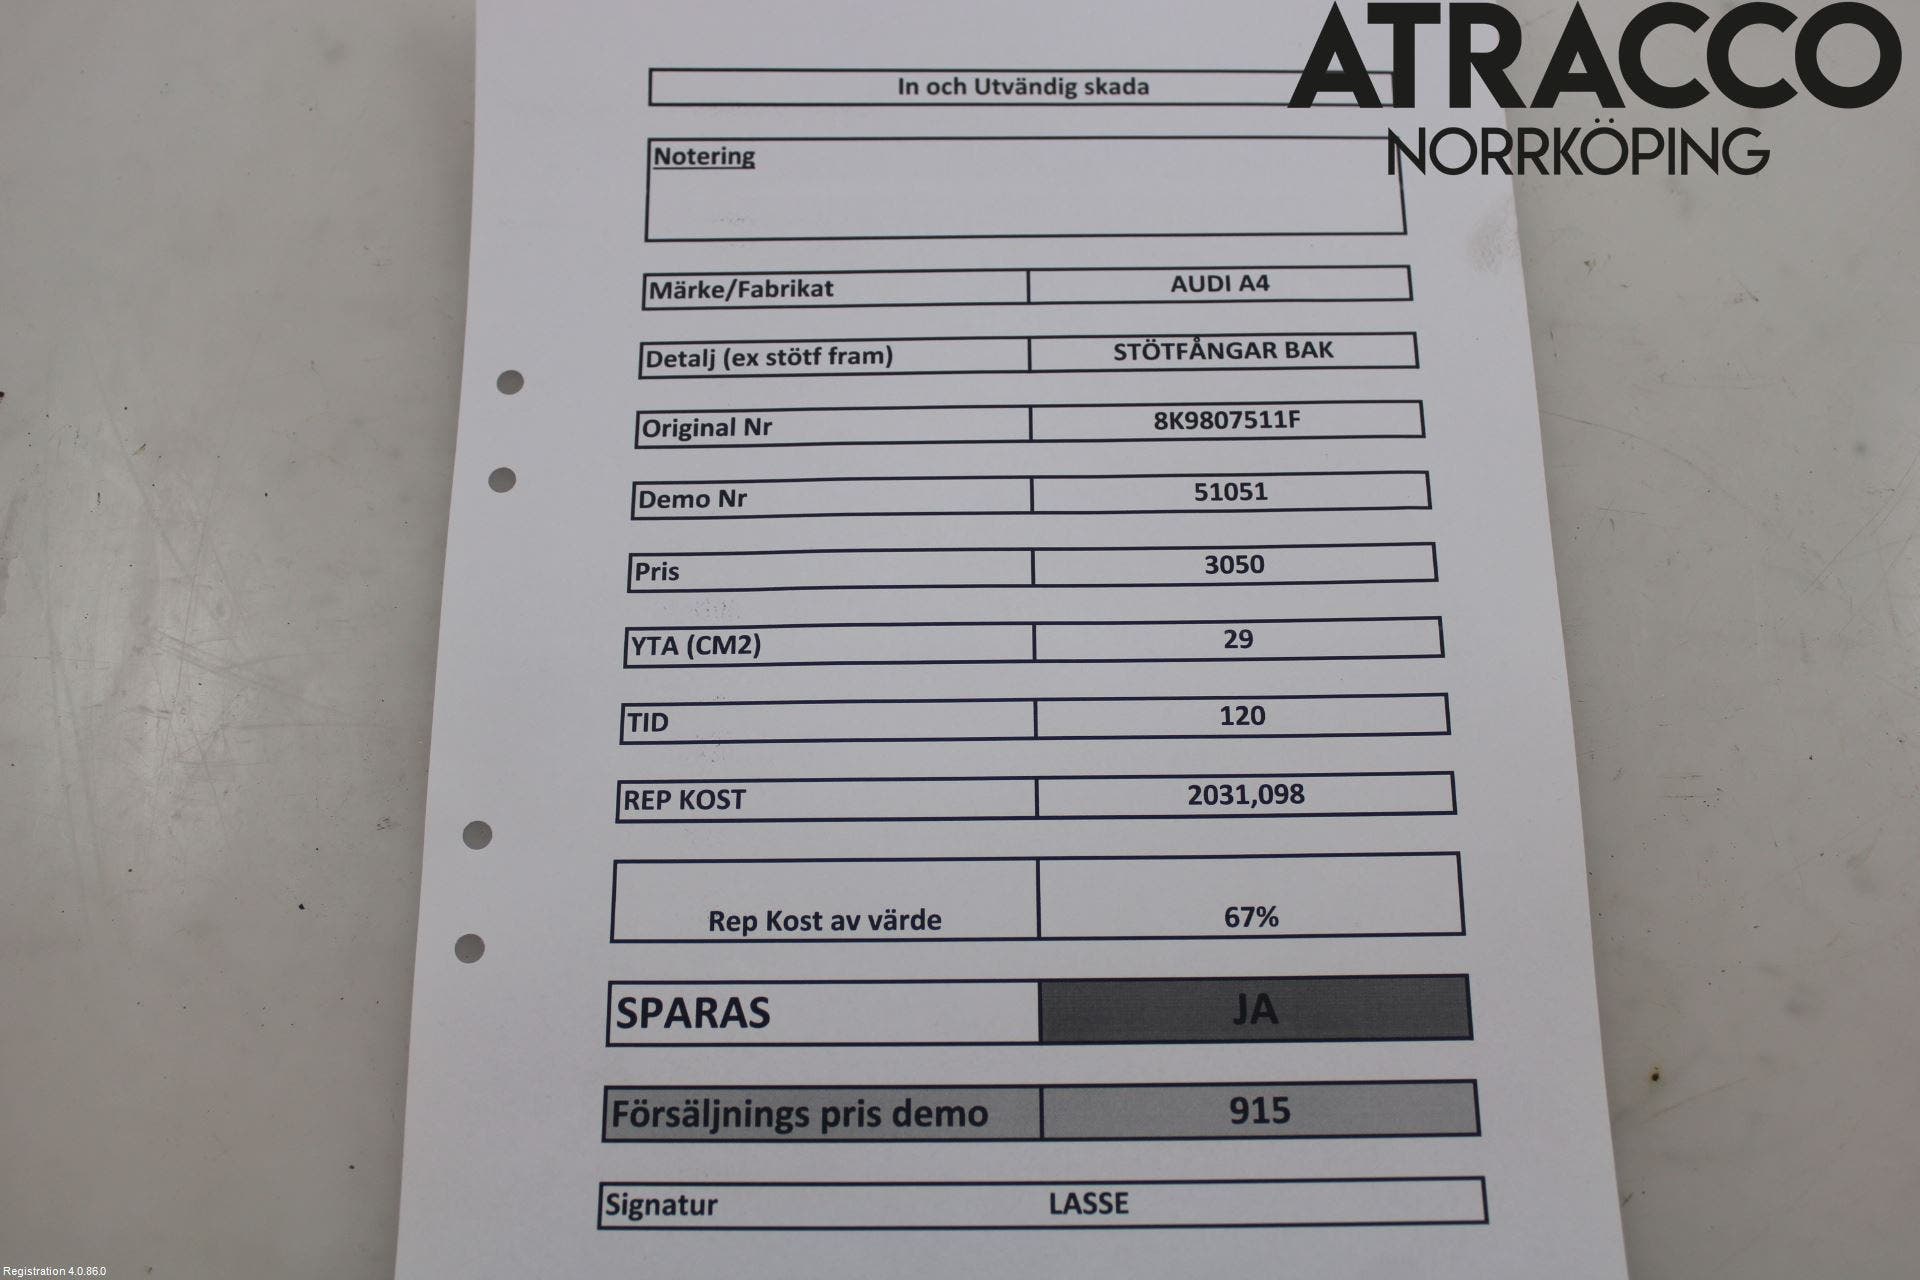 ATRACCO
NORRKÖPING
In och Utvändig skada
Notering
Märke/Fabrikat AUDI A4
Detalj (ex stötf fram) STÖTFÅNGAR BAK
Original Nr 8K9807511F
Demo Nr 51051
Pris 3050
YTA (CM2) 29
TID 120
REP KOST 2031,098
Rep Kost av värde 67%
SPARAS JA
Försäljnings pris demo 915
Signatur LASSE
Registration 4.0.86.0